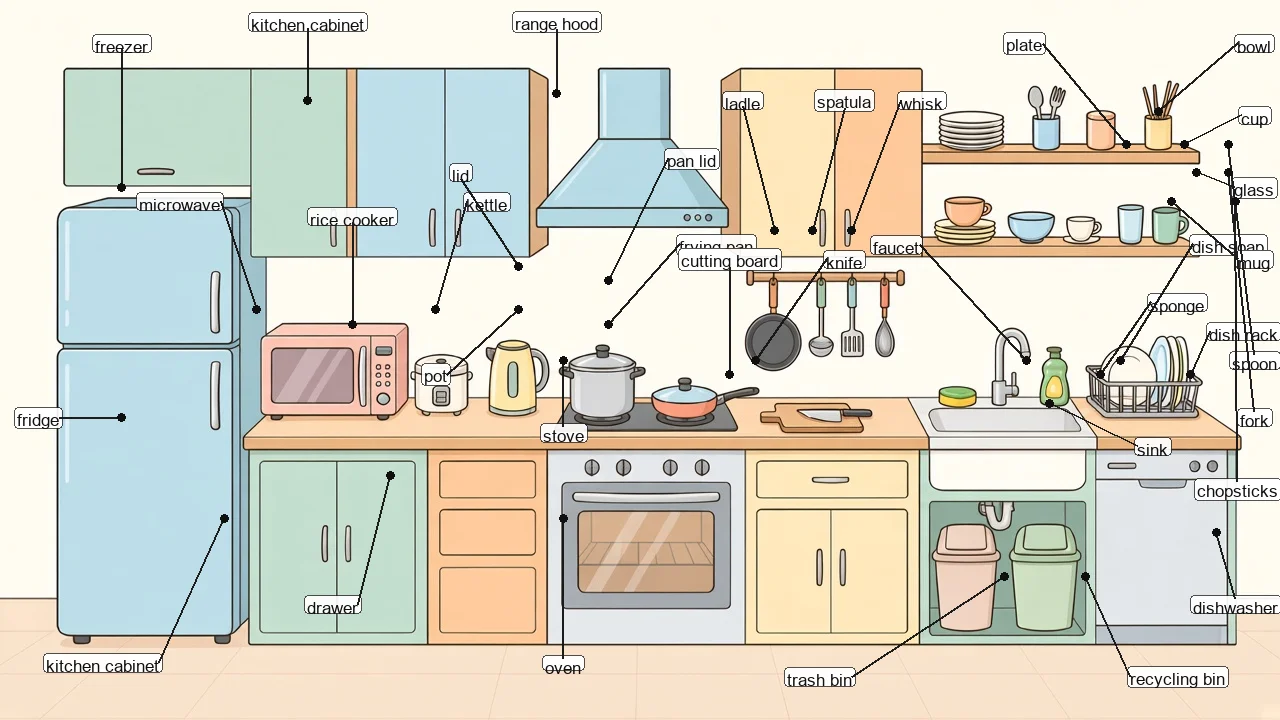 kitchen cabinet
range hood
freezer
plate
bowl
ladle
spatula
whisk
cup
pan lid
lid
glass
microwave
kettle
rice cooker
frying pan
faucet
dish soap
cutting board
knife
mug
sponge
dish rack
spoon
pot
fridge
fork
stove
sink
chopsticks
drawer
dishwasher
kitchen cabinet
oven
trash bin
recycling bin